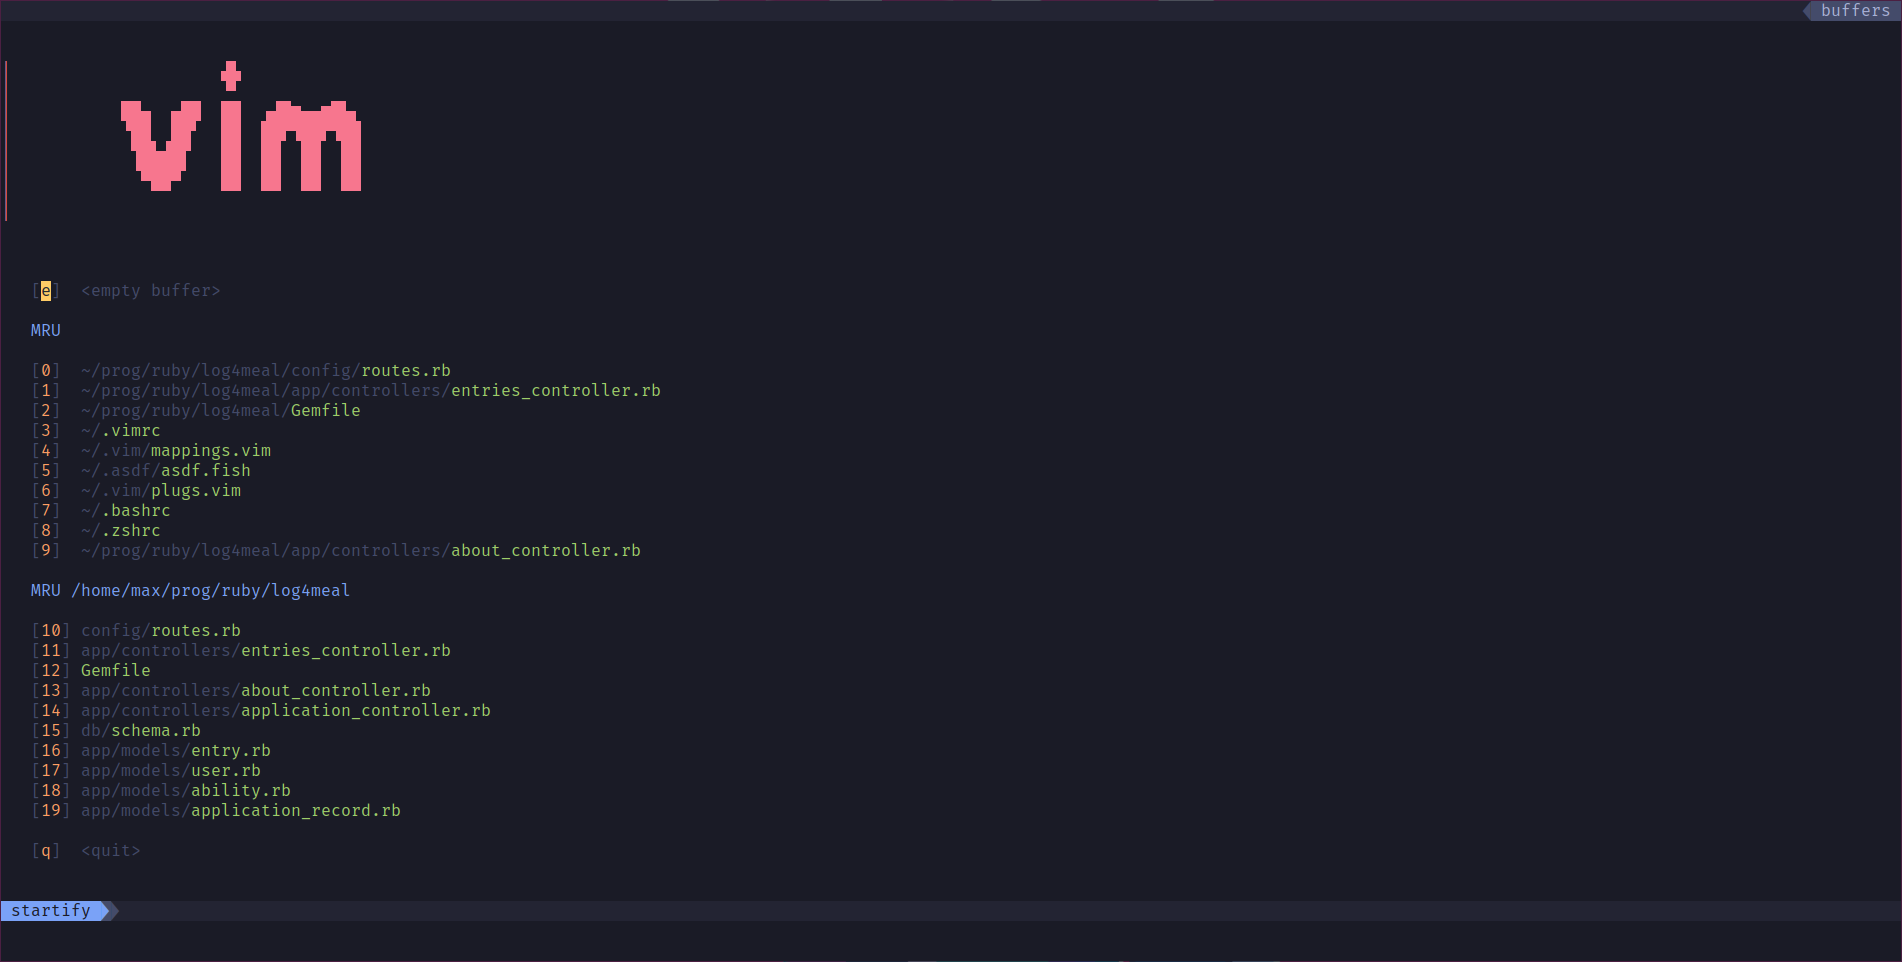 buffers
vim
[e]  <empty buffer>
MRU
[0]  ~/prog/ruby/log4meal/config/routes.rb
[1]  ~/prog/ruby/log4meal/app/controllers/entries_controller.rb
[2]  ~/prog/ruby/log4meal/Gemfile
[3]  ~/.vimrc
[4]  ~/.vim/mappings.vim
[5]  ~/.asdf/asdf.fish
[6]  ~/.vim/plugs.vim
[7]  ~/.bashrc
[8]  ~/.zshrc
[9]  ~/prog/ruby/log4meal/app/controllers/about_controller.rb
MRU /home/max/prog/ruby/log4meal
[10] config/routes.rb
[11] app/controllers/entries_controller.rb
[12] Gemfile
[13] app/controllers/about_controller.rb
[14] app/controllers/application_controller.rb
[15] db/schema.rb
[16] app/models/entry.rb
[17] app/models/user.rb
[18] app/models/ability.rb
[19] app/models/application_record.rb
[q]  <quit>
startify